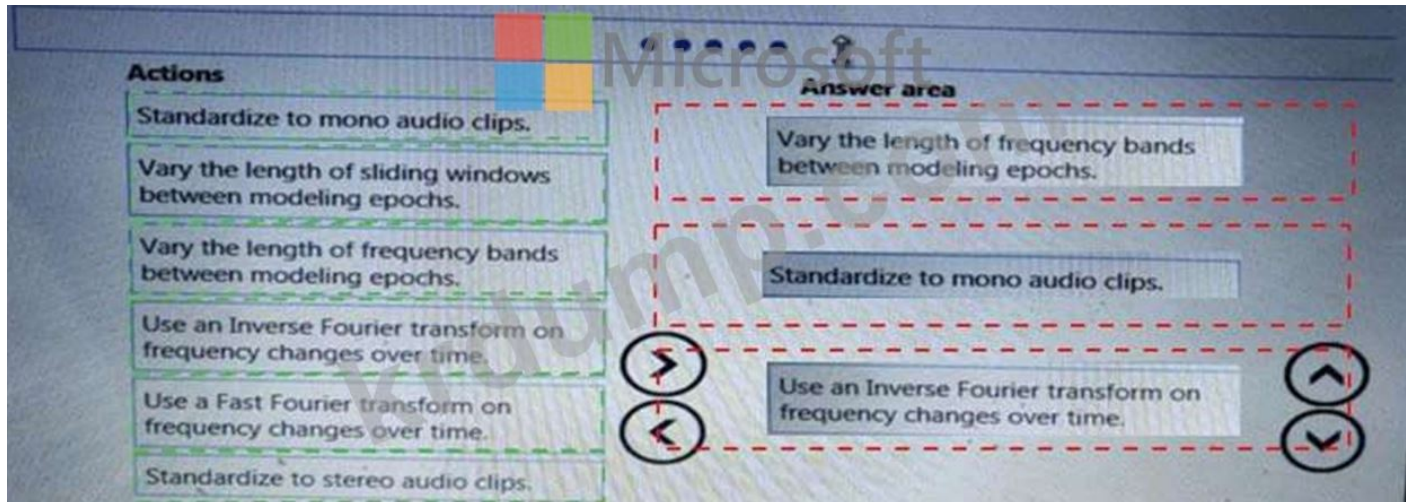 Microsoft
Actions
Answer area
Standardize to mono audio clips.
Vary the length of sliding windows
between modeling epochs.
Vary the length of frequency bands
between modeling epochs.
Use an Inverse Fourier transform on
frequency changes over time.
Use a Fast Fourier transform on
frequency changes over time.
Standardize to stereo audio clips.
Vary the length of frequency bands
between modeling epochs.
Standardize to mono audio clips.
Use an Inverse Fourier transform on
frequency changes over time.
krdump.com